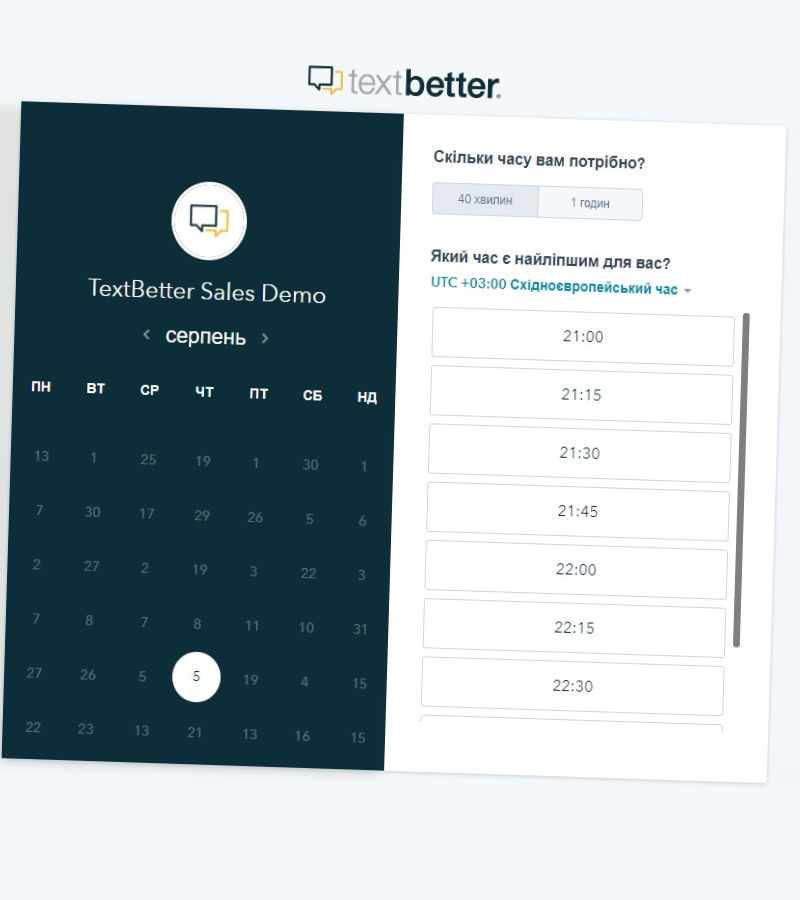 textbetter.
TextBetter Sales Demo
серпень
ПН ВТ СР ЧТ ПТ СБ НД
13 1 25 19 1 30 1
7 30 17 29 26 5 6
2 27 2 19 3 22 3
7 8 7 8 11 10 31
27 26 5 5 19 4 15
22 23 13 21 13 16 15
Скільки часу вам потрібно?
40 хвилин 1 годин
Який час є найліпшим для вас?
UTC +03:00 Східноєвропейський час
21:00
21:15
21:30
21:45
22:00
22:15
22:30